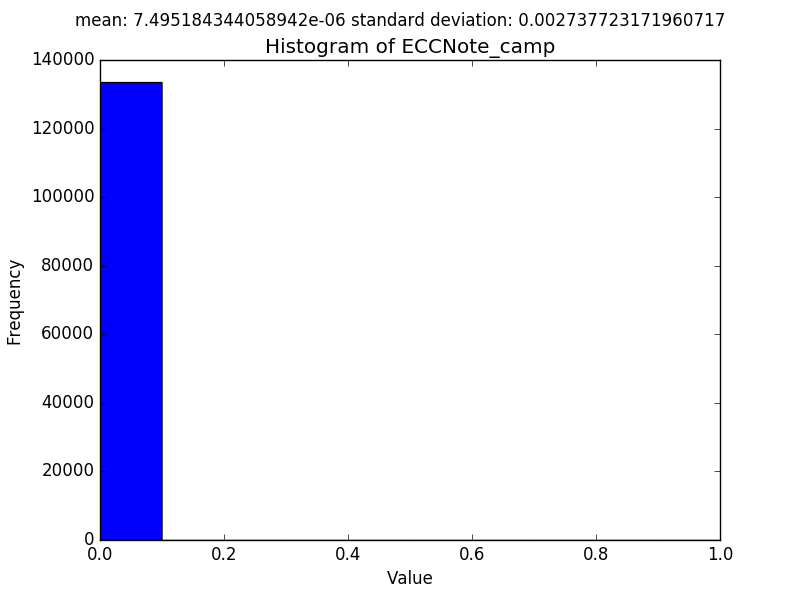 mean: 7.495184344058942e-06 standard deviation: 0.002737723171960717
Histogram of ECCNote_camp
140000
120000
100000
80000
60000
40000
20000
0
Frequency
0.0 0.2 0.4 0.6 0.8 1.0
Value